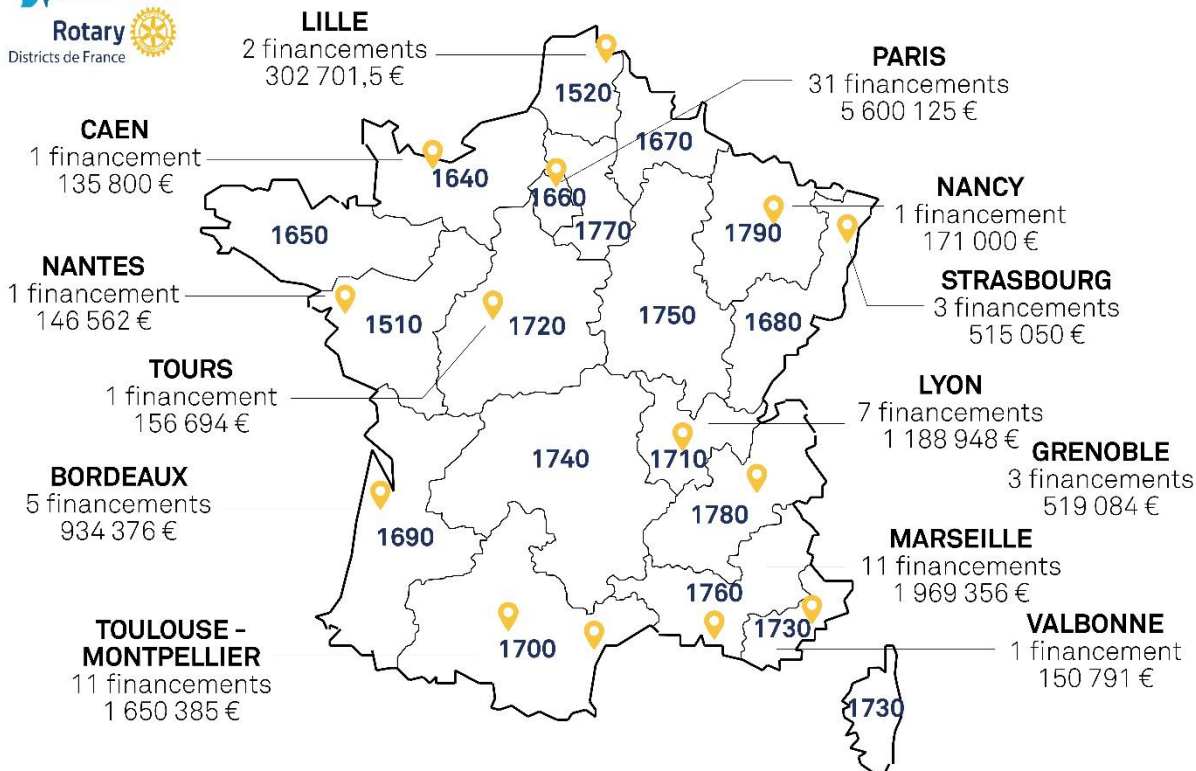 Rotary
Districts de France
LILLE
2 financements
302 701,5 €
PARIS
31 financements
5 600 125 €
CAEN
1 financement
135 800 €
NANCY
1 financement
171 000 €
NANTES
1 financement
146 562 €
STRASBOURG
3 financements
515 050 €
TOURS
1 financement
156 694 €
LYON
7 financements
1 188 948 €
GRENOBLE
3 financements
519 084 €
BORDEAUX
5 financements
934 376 €
MARSEILLE
11 financements
1 969 356 €
TOULOUSE -
MONTPELLIER
11 financements
1 650 385 €
VALBONNE
1 financement
150 791 €
1520
1670
1640
1660
1770
1790
1650
1510
1720
1750
1680
1740
1710
1780
1690
1760
1730
1700
1730